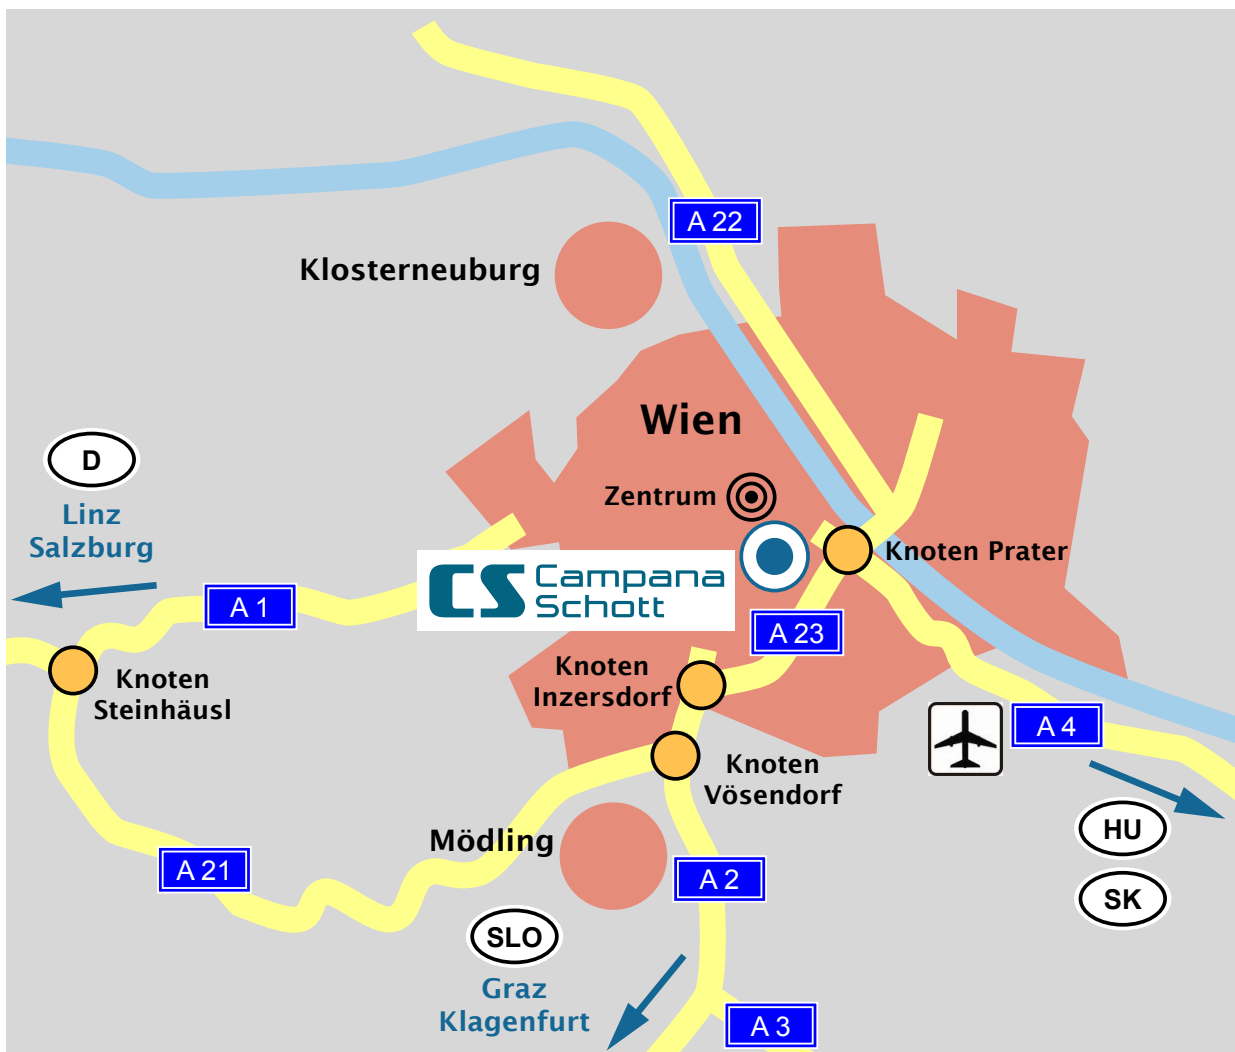 A 22
Klosterneuburg
Wien
D
Linz
Salzburg
Zentrum
Knoten Prater
CS Campana
Schott
A 1
A 23
Knoten
Steinhäusl
Knoten
Inzersdorf
A 4
Knoten
Vösendorf
HU
Mödling
A 21
A 2
SK
SLO
Graz
Klagenfurt
A 3